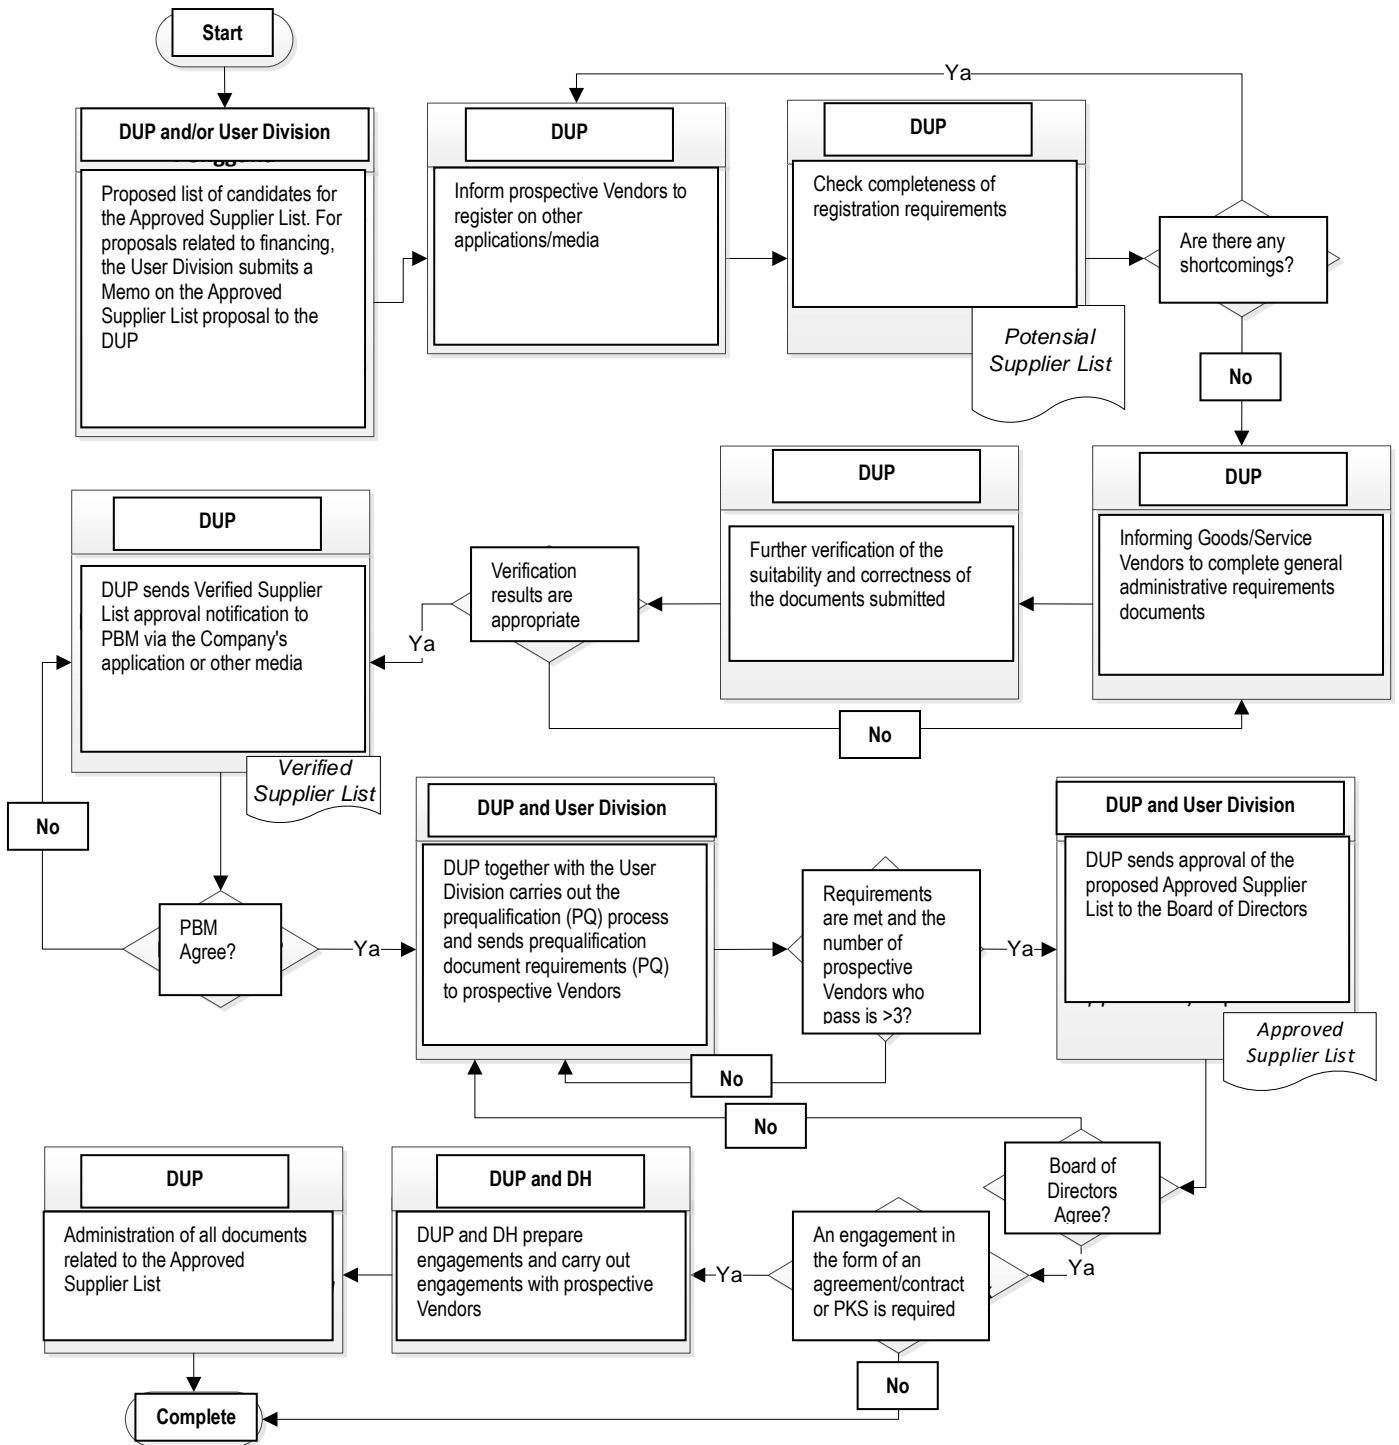 Start
DUP and/or User Division
Proposed list of candidates for
the Approved Supplier List. For
proposals related to financing,
the User Division submits a
Memo on the Approved
Supplier List proposal to the
DUP
DUP
Inform prospective Vendors to
register on other
applications/media
DUP
Check completeness of
registration requirements
Potensial
Supplier List
Ya
Are there any
shortcomings?
No
DUP
Informing Goods/Service
Vendors to complete general
administrative requirements
documents
DUP
Further verification of the
suitability and correctness of
the documents submitted
Verification
results are
appropriate
Ya
No
DUP
DUP sends Verified Supplier
List approval notification to
PBM via the Company's
application or other media
Verified
Supplier List
No
PBM
Agree?
Ya
DUP and User Division
DUP together with the User
Division carries out the
prequalification (PQ) process
and sends prequalification
document requirements (PQ)
to prospective Vendors
Requirements
are met and the
number of
prospective
Vendors who
pass is >3?
No
Ya
DUP and User Division
DUP sends approval of the
proposed Approved Supplier
List to the Board of Directors
Approved
Supplier List
No
Board of
Directors
Agree?
Ya
An engagement in
the form of an
agreement/contract
or PKS is required
Ya
No
DUP and DH
DUP and DH prepare
engagements and carry out
engagements with prospective
Vendors
DUP
Administration of all documents
related to the Approved
Supplier List
Complete